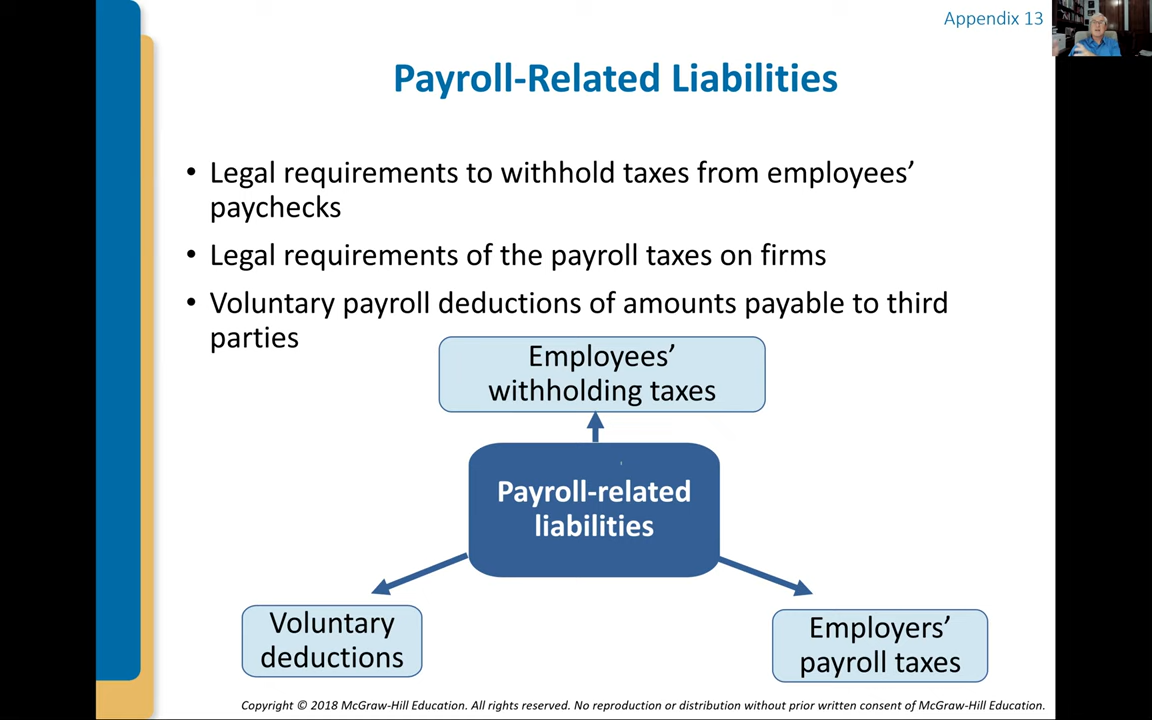 Appendix 13
Payroll-Related Liabilities
• Legal requirements to withhold taxes from employees’
paychecks
• Legal requirements of the payroll taxes on firms
• Voluntary payroll deductions of amounts payable to third
parties
Employees’
withholding taxes
Payroll-related
liabilities
Voluntary
deductions
Employers’
payroll taxes
Copyright © 2018 McGraw-Hill Education. All rights reserved. No reproduction or distribution without prior written consent of McGraw-Hill Education.